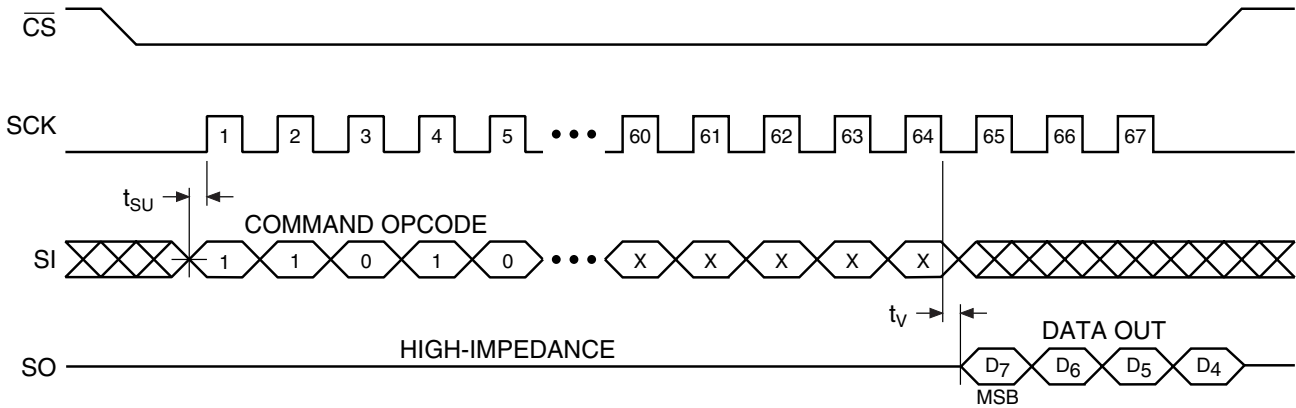 CS
SCK
1 2 3 4 5 ••• 60 61 62 63 64 65 66 67
tSU
COMMAND OPCODE
SI
1 1 0 1 0 ••• X X X X X
tV
DATA OUT
HIGH-IMPEDANCE
SO
D7 D6 D5 D4
MSB